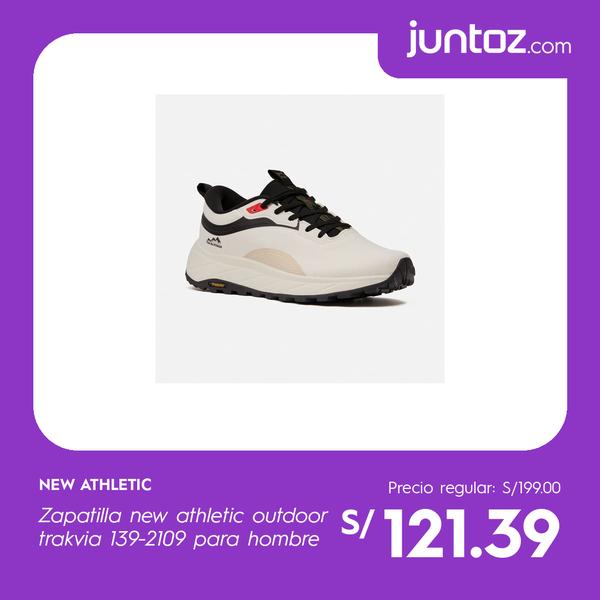 juntoz.com
NEW ATHLETIC
Zapatilla new athletic outdoor
trakvia 139-2109 para hombre
Precio regular: S/199.00
S/121.39